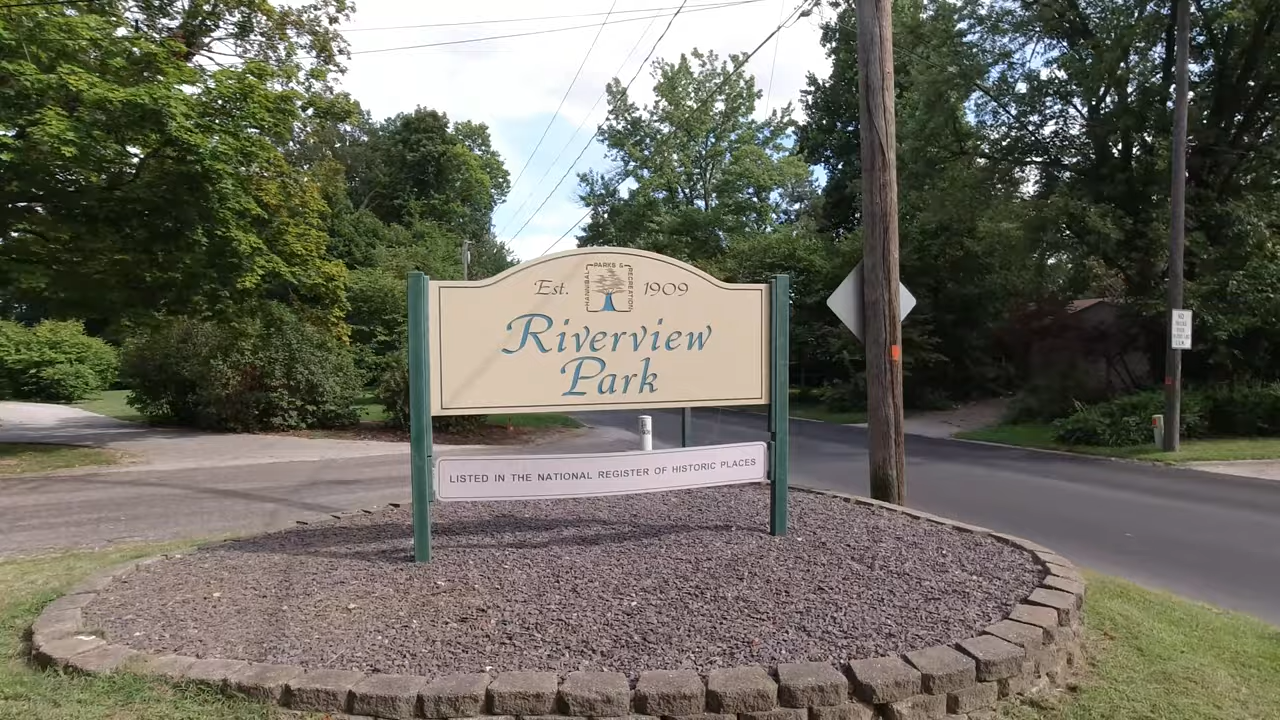 HANNIBAL PARKS & RECREATION
Est. 1909
Riverview
Park
LISTED IN THE NATIONAL REGISTER OF HISTORIC PLACES